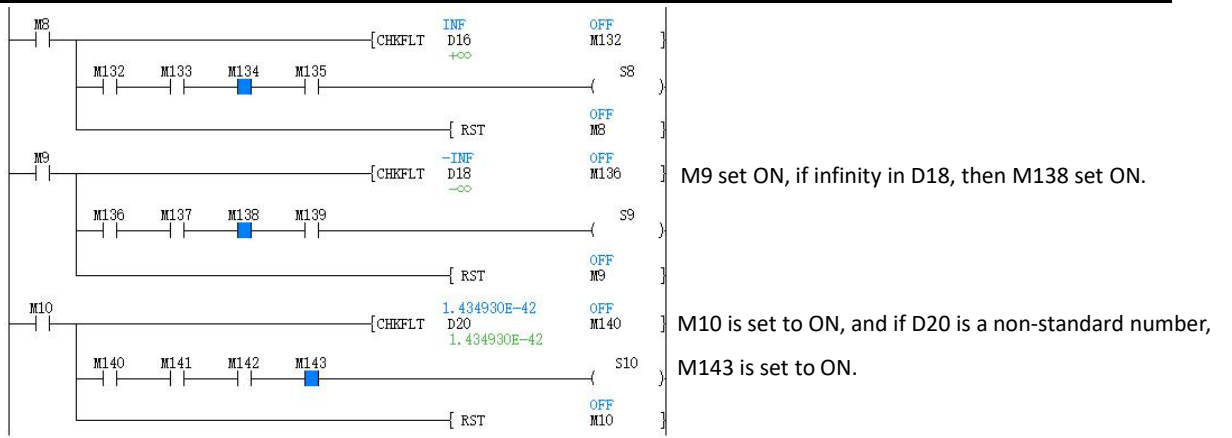 M8 INF OFF
[CHKFLT D16 M132 ]
+∞
M132 M133 M134 M135 S8
( )
OFF
[ RST M8 ]
M9 -INF OFF
[CHKFLT D18 M136 ] M9 set ON, if infinity in D18, then M138 set ON.
-∞
M136 M137 M138 M139 S9
( )
OFF
[ RST M9 ]
M10 1.434930E-42 OFF
[CHKFLT D20 M140 ] M10 is set to ON, and if D20 is a non-standard number,
1.434930E-42
M140 M141 M142 M143 S10
( ) M143 is set to ON.
OFF
[ RST M10 ]